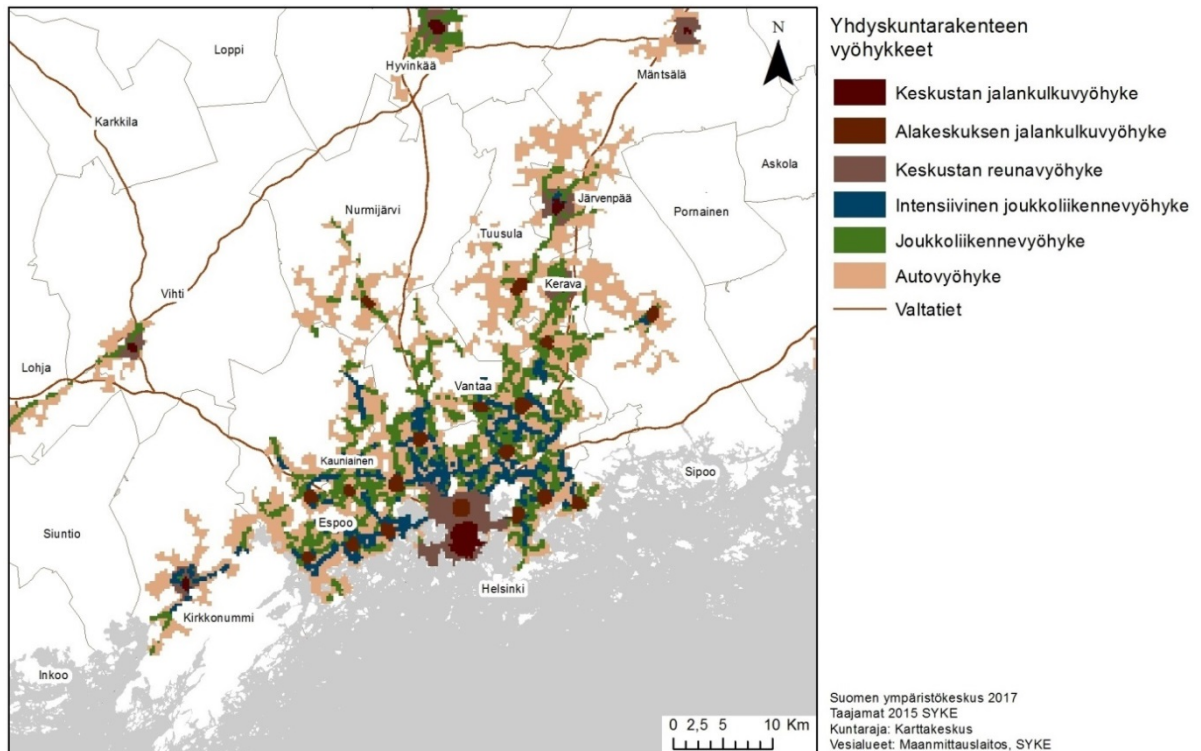 Loppi
Hyvinkää
Mäntsälä
N
Karkkila
Askola
Nurmijärvi
Järvenpää
Pornainen
Tuusula
Kerava
Vihti
Lohja
Vantaa
Kauniainen
Sipoo
Espoo
Siuntio
Helsinki
Kirkkonummi
Inkoo
0 2,5 5 10 Km
Yhdyskuntarakenteen
vyöhykkeet
Keskustan jalankulkuvyöhyke
Alakeskuksen jalankulkuvyöhyke
Keskustan reunavyöhyke
Intensiivinen joukkoliikennevyöhyke
Joukkoliikennevyöhyke
Autovyöhyke
Valtatiet
Suomen ympäristökeskus 2017
Taajamat 2015 SYKE
Kuntaraja: Karttakeskus
Vesialueet: Maanmittauslaitos, SYKE